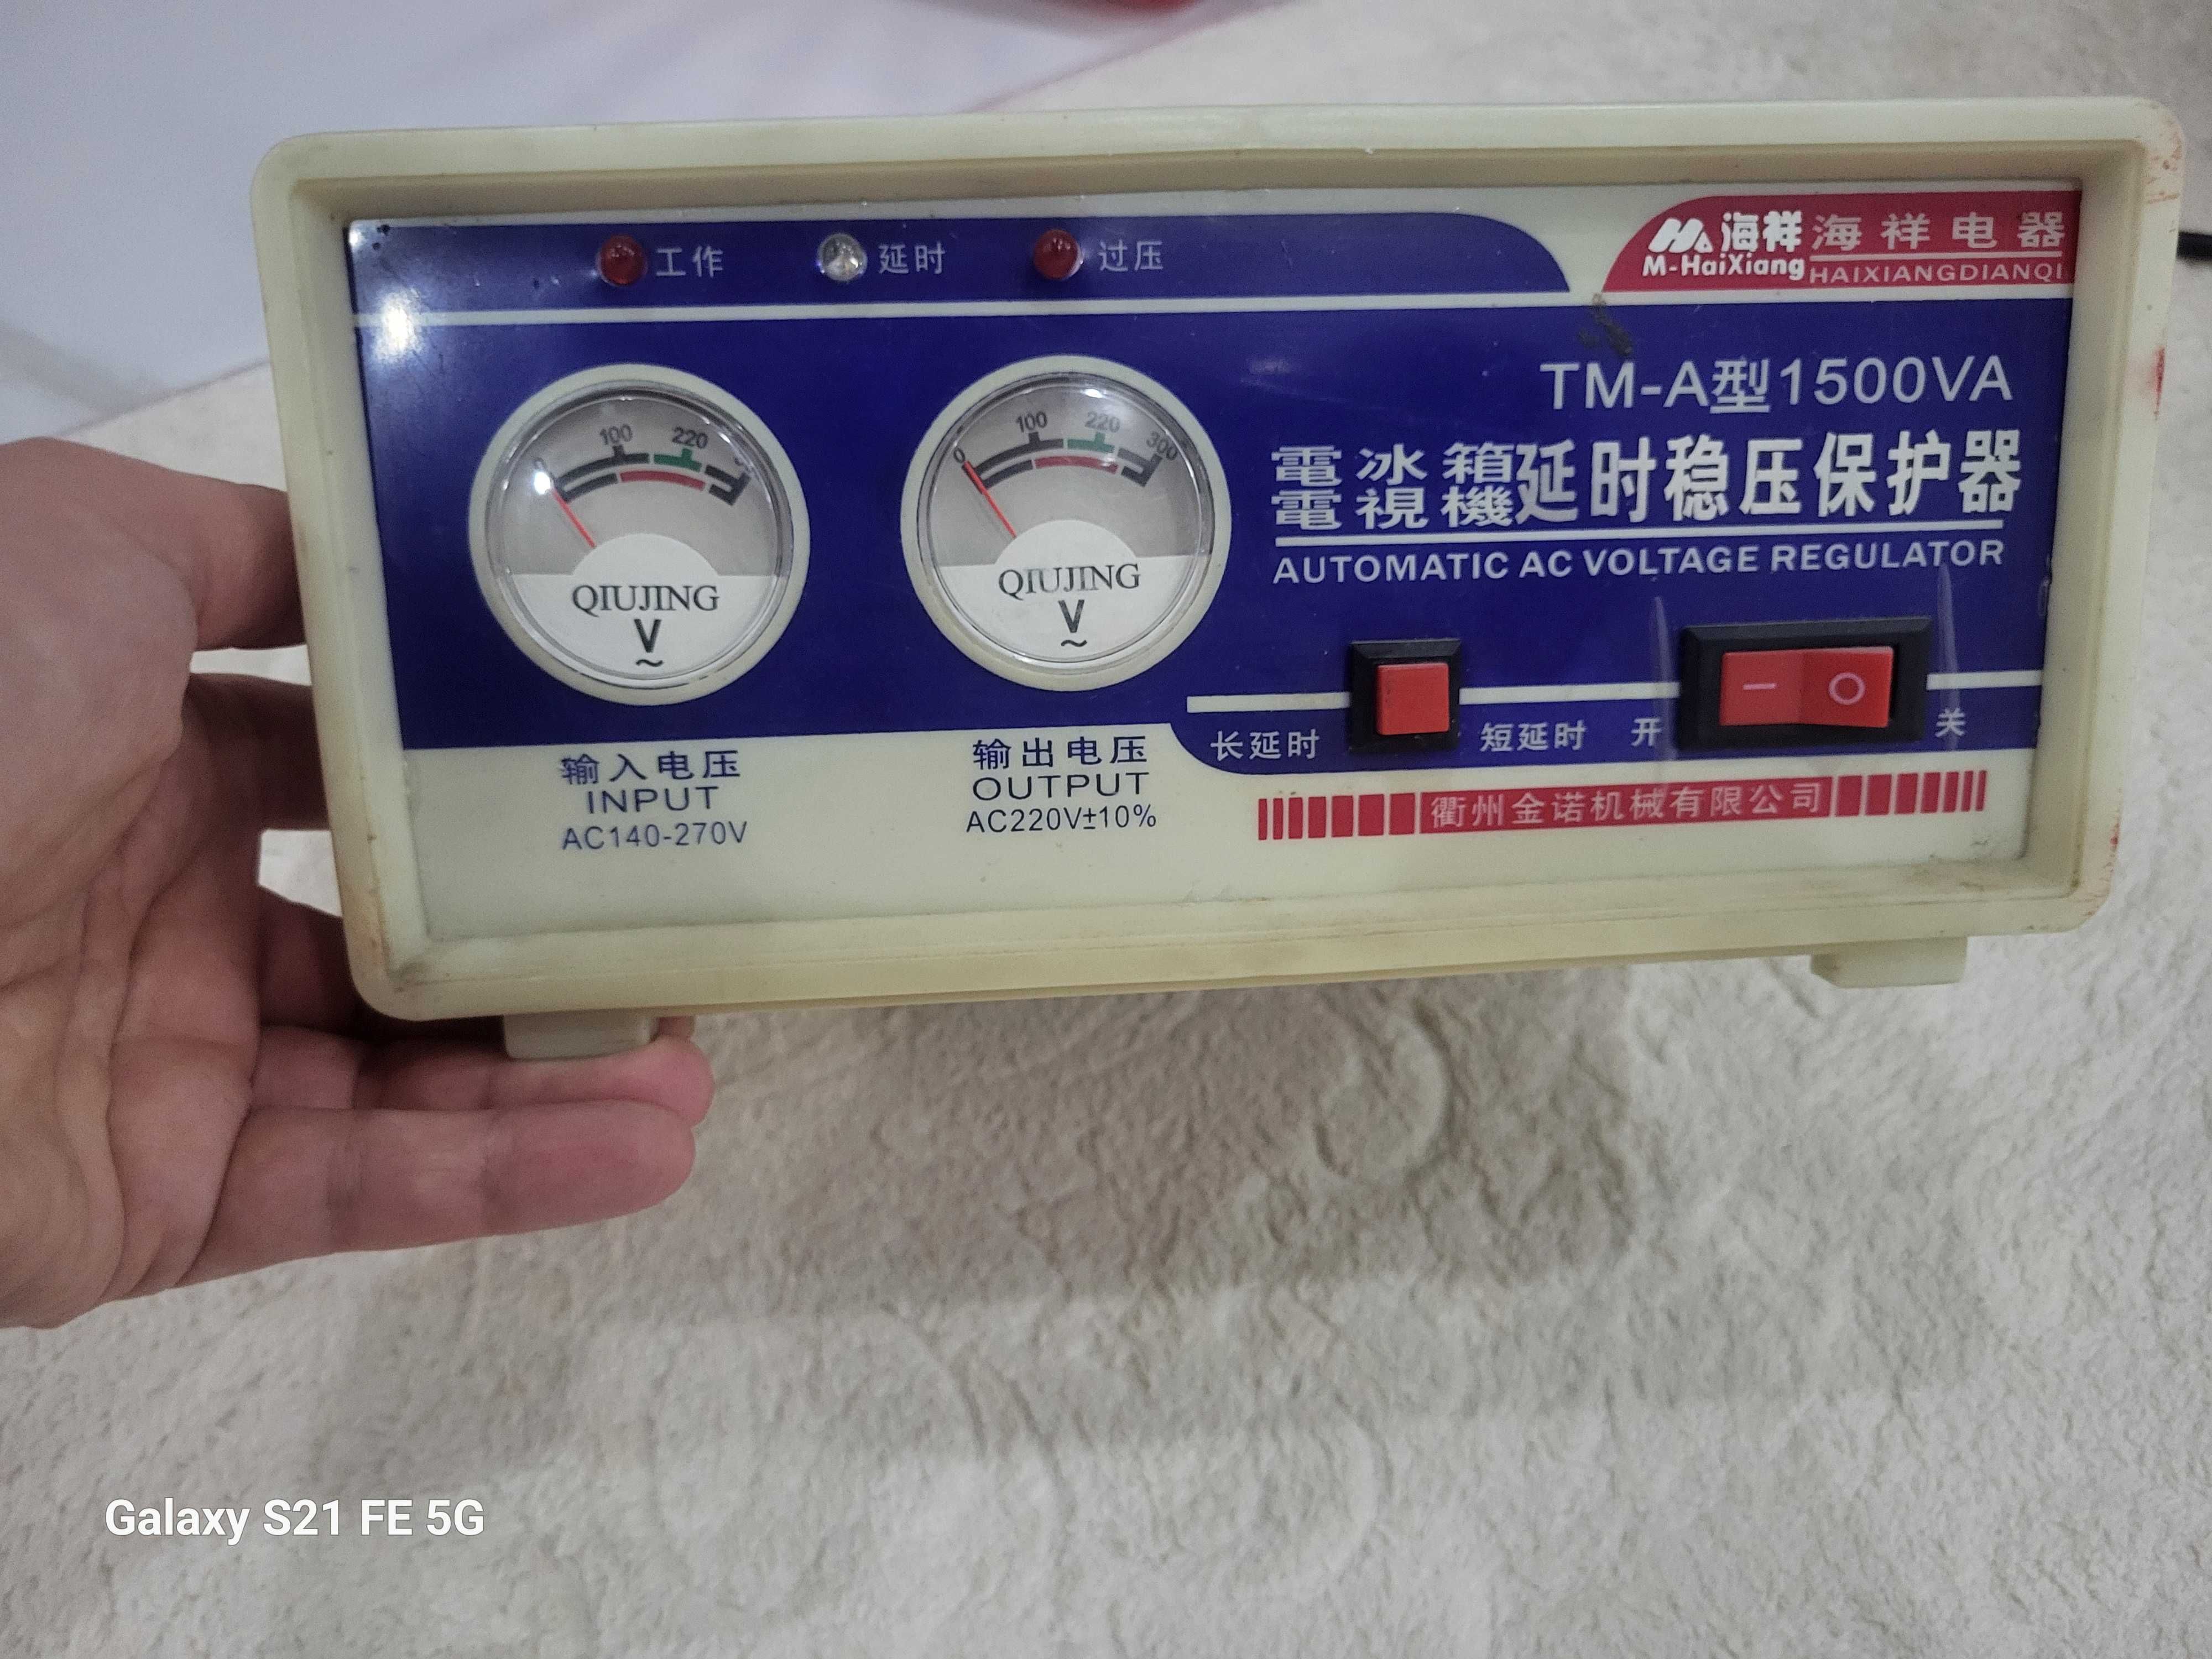 工作
延时
过压
海祥
M-HaiXiang
海祥电器
HAIXIANGDIANQI
TM-A型1500VA
電冰箱
電視機
延时稳压保护器
AUTOMATIC AC VOLTAGE REGULATOR
0 100 220
QIUJING
V
~
0 100 220 300
QIUJING
V
~
输入电压
INPUT
AC140-270V
输出电压
OUTPUT
AC220V±10%
长延时
短延时
开
关
衢州金诺机械有限公司
Galaxy S21 FE 5G